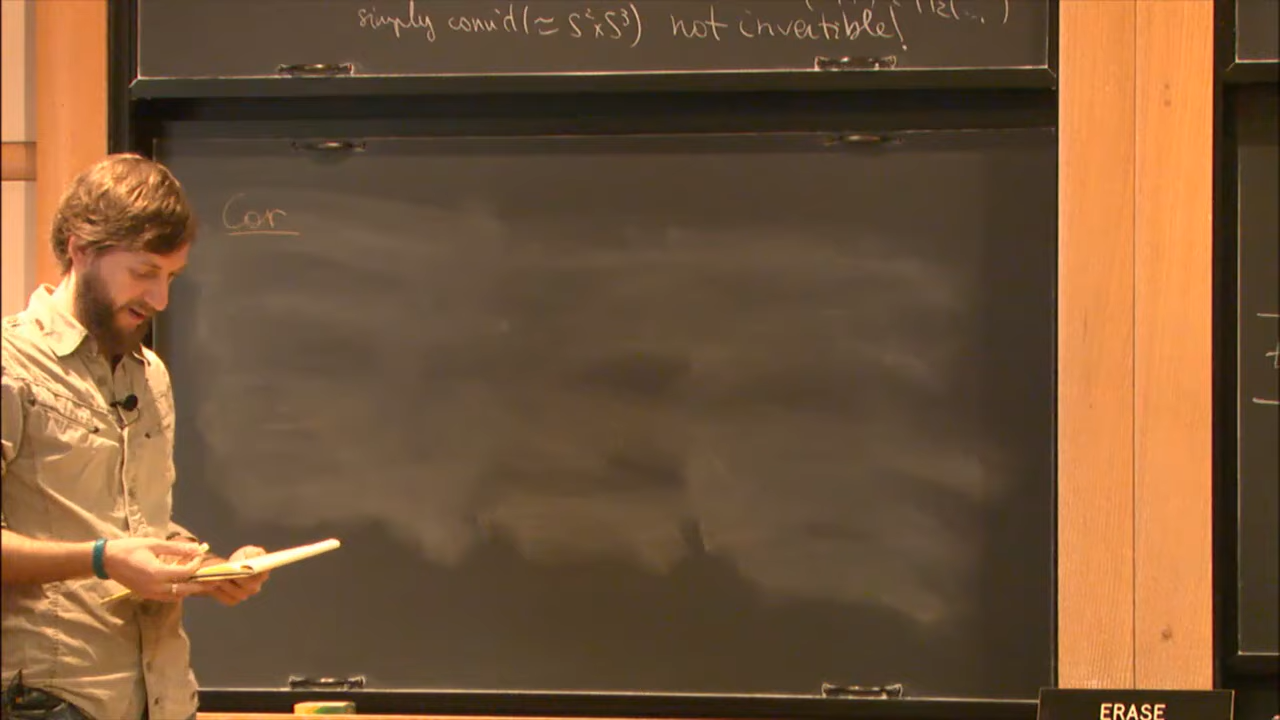 simply conn'd (≃ S²×S³) not invertible!
Cor
ERASE